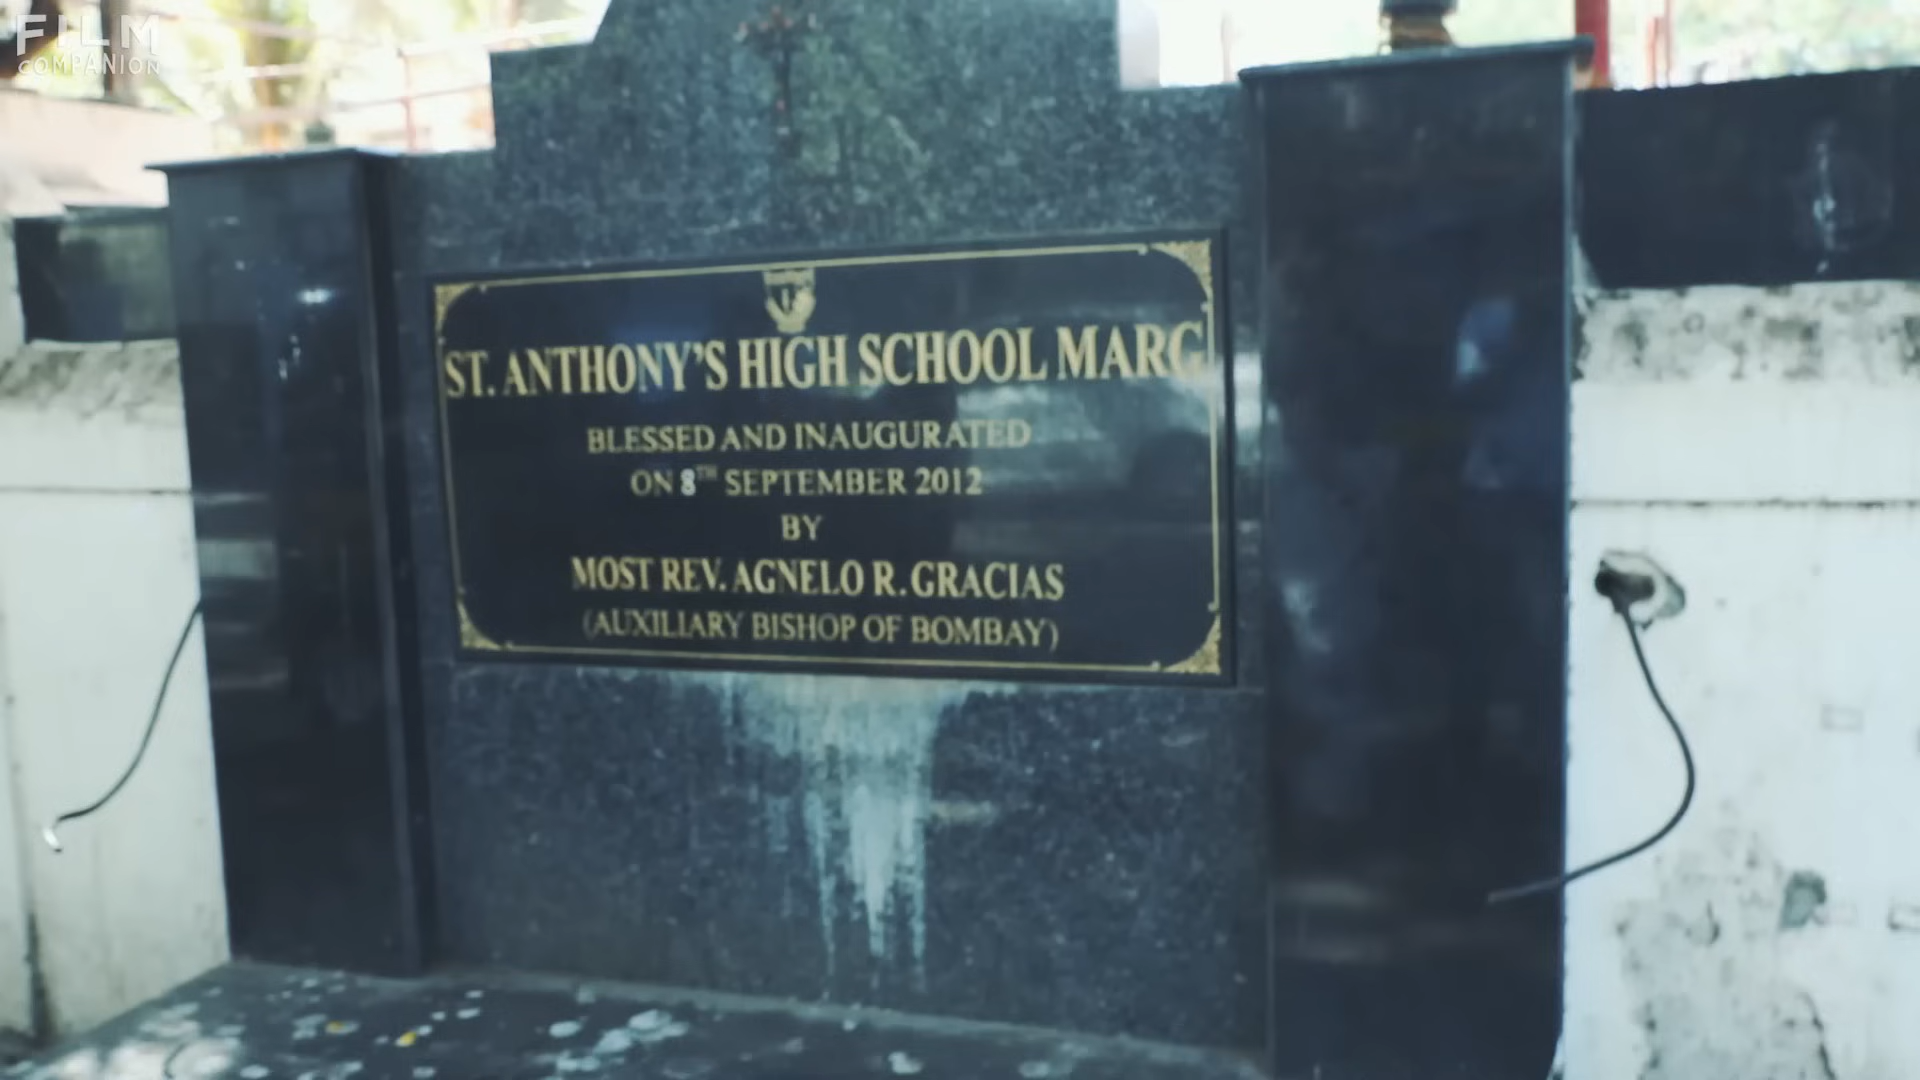 FILM
COMPANION
ST. ANTHONY'S HIGH SCHOOL MARG
BLESSED AND INAUGURATED
ON 8TH SEPTEMBER 2012
BY
MOST REV. AGNELO R. GRACIAS
(AUXILIARY BISHOP OF BOMBAY)